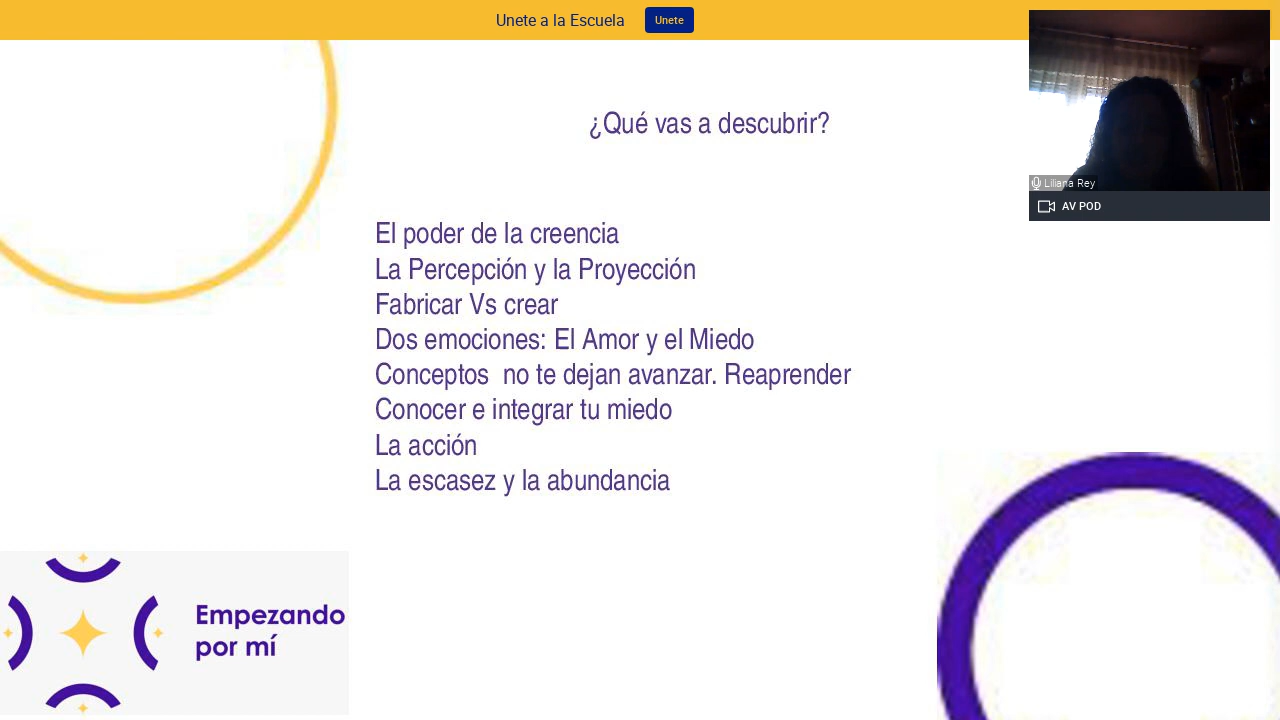 Unete a la Escuela
Unete
¿Qué vas a descubrir?
Liliana Rey
AV POD
El poder de la creencia
La Percepción y la Proyección
Fabricar Vs crear
Dos emociones: El Amor y el Miedo
Conceptos  no te dejan avanzar. Reaprender
Conocer e integrar tu miedo
La acción
La escasez y la abundancia
Empezando
por mí